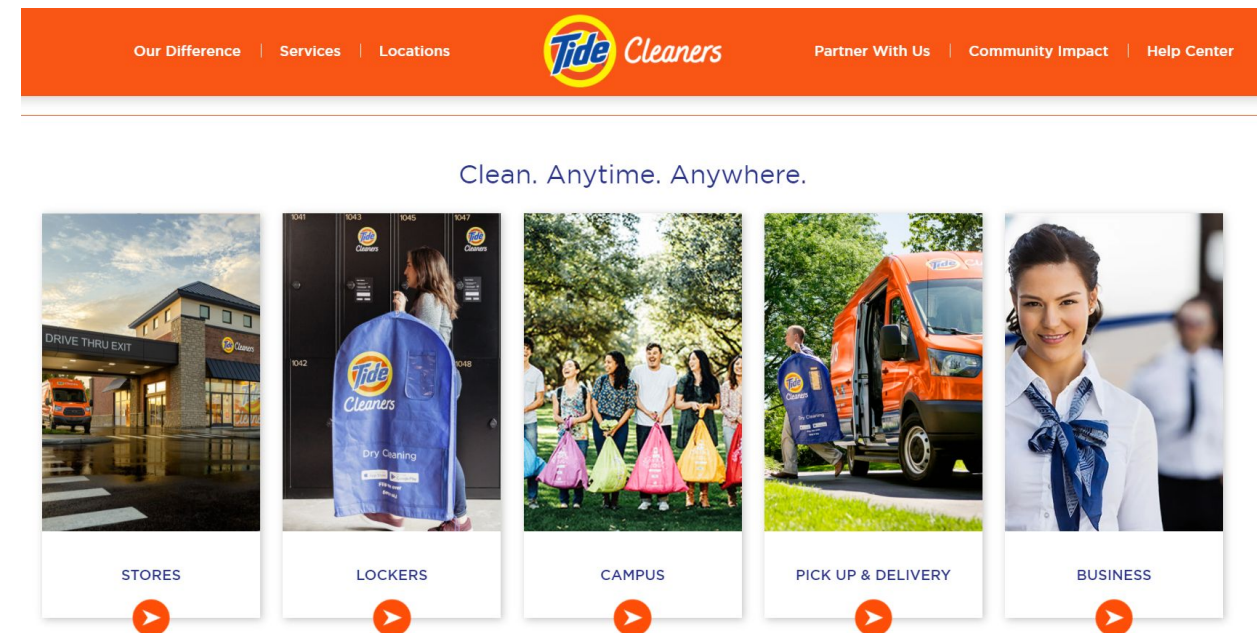 Our Difference
Services
Locations
Tide Cleaners
Partner With Us
Community Impact
Help Center
Clean. Anytime. Anywhere.
DRIVE THRU EXIT
Cleaners
1041
1043
1045
1047
Tide
Cleaners
Tide
Cleaners
1042
1048
Tide
Cleaners
Dry Cleaning
Tide
Tide
Cleaners
Dry Cleaning
STORES
LOCKERS
CAMPUS
PICK UP & DELIVERY
BUSINESS